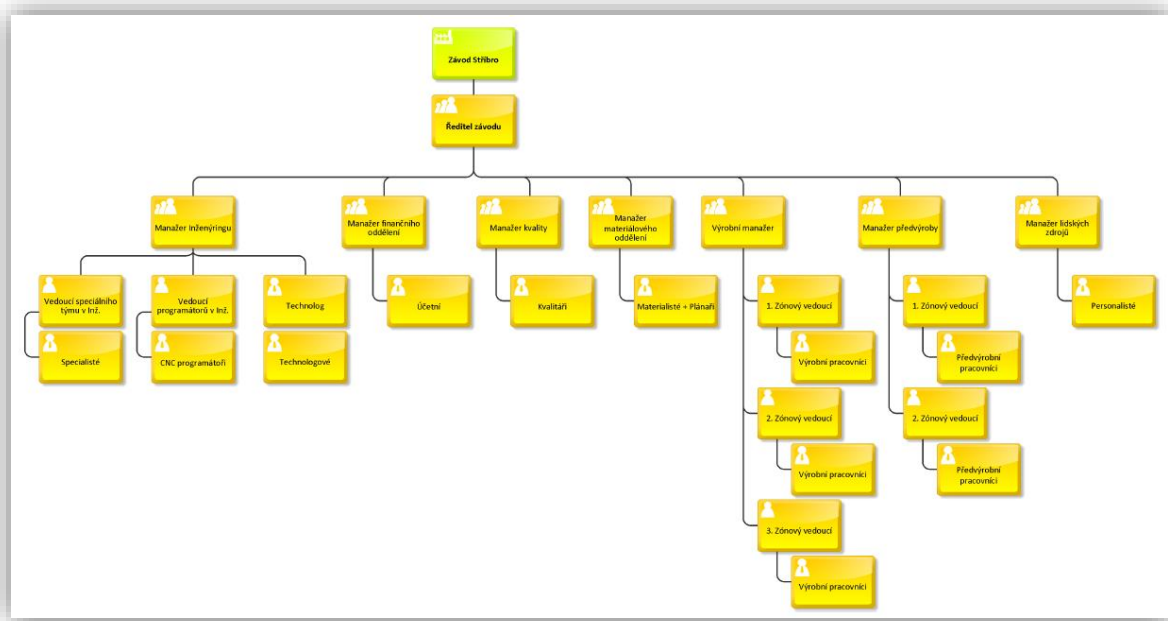 Závod Stříbro
Ředitel závodu
Manažer Inženýringu
Manažer finančního
oddělení
Manažer kvality
Manažer
materiálového
oddělení
Výrobní manažer
Manažer předvýroby
Manažer lidských
zdrojů
Vedoucí speciálního
týmu v Inž.
Vedoucí
programátorů v Inž.
Technolog
Účetní
Kvalitáři
Materialisté + Plánaři
1. Zónový vedoucí
1. Zónový vedoucí
Personalisté
Specialisté
CNC programátoři
Technologové
Výrobní pracovníci
Předvýrobní
pracovníci
2. Zónový vedoucí
2. Zónový vedoucí
Výrobní pracovníci
Předvýrobní
pracovníci
3. Zónový vedoucí
Výrobní pracovníci